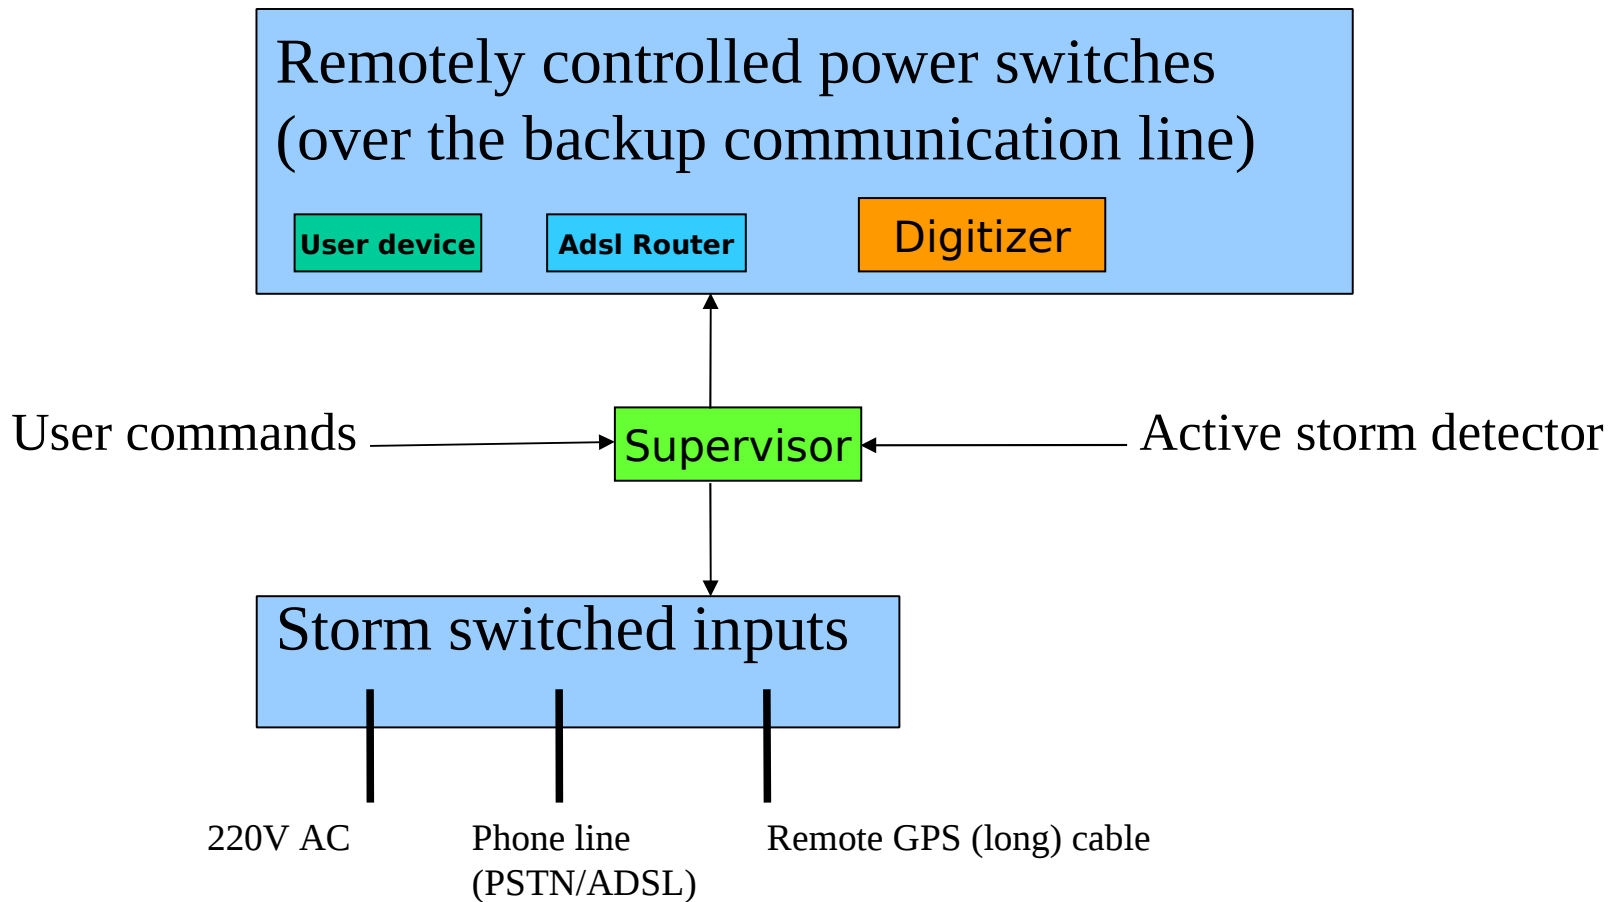 Remotely controlled power switches
(over the backup communication line)
User device
Adsl Router
Digitizer
User commands
Supervisor
Active storm detector
Storm switched inputs
220V AC
Phone line
(PSTN/ADSL)
Remote GPS (long) cable